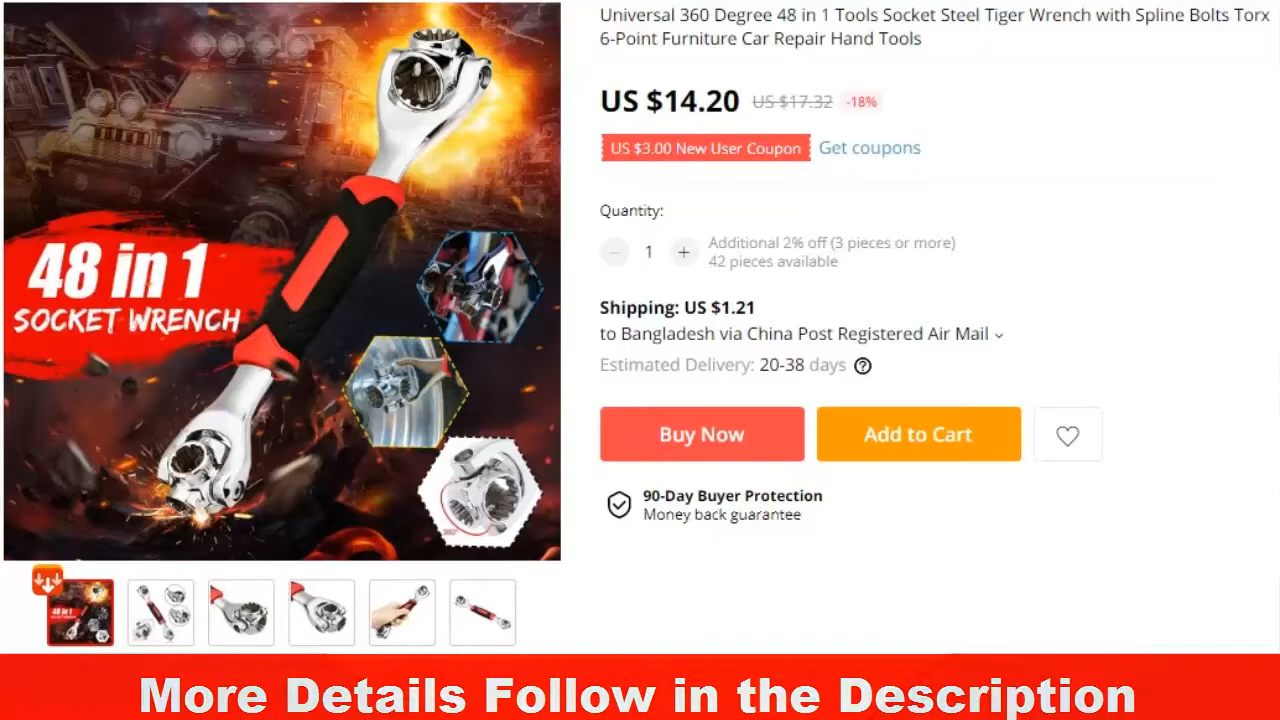 Universal 360 Degree 48 in 1 Tools Socket Steel Tiger Wrench with Spline Bolts Torx
6-Point Furniture Car Repair Hand Tools
US $14.20 US $17.32 -18%
US $3.00 New User Coupon Get coupons
Quantity:
1 Additional 2% off (3 pieces or more)
42 pieces available
Shipping: US $1.21
to Bangladesh via China Post Registered Air Mail
Estimated Delivery: 20-38 days
Buy Now Add to Cart
90-Day Buyer Protection
Money back guarantee
48 in 1
SOCKET WRENCH
360°
48 in 1
More Details Follow in the Description